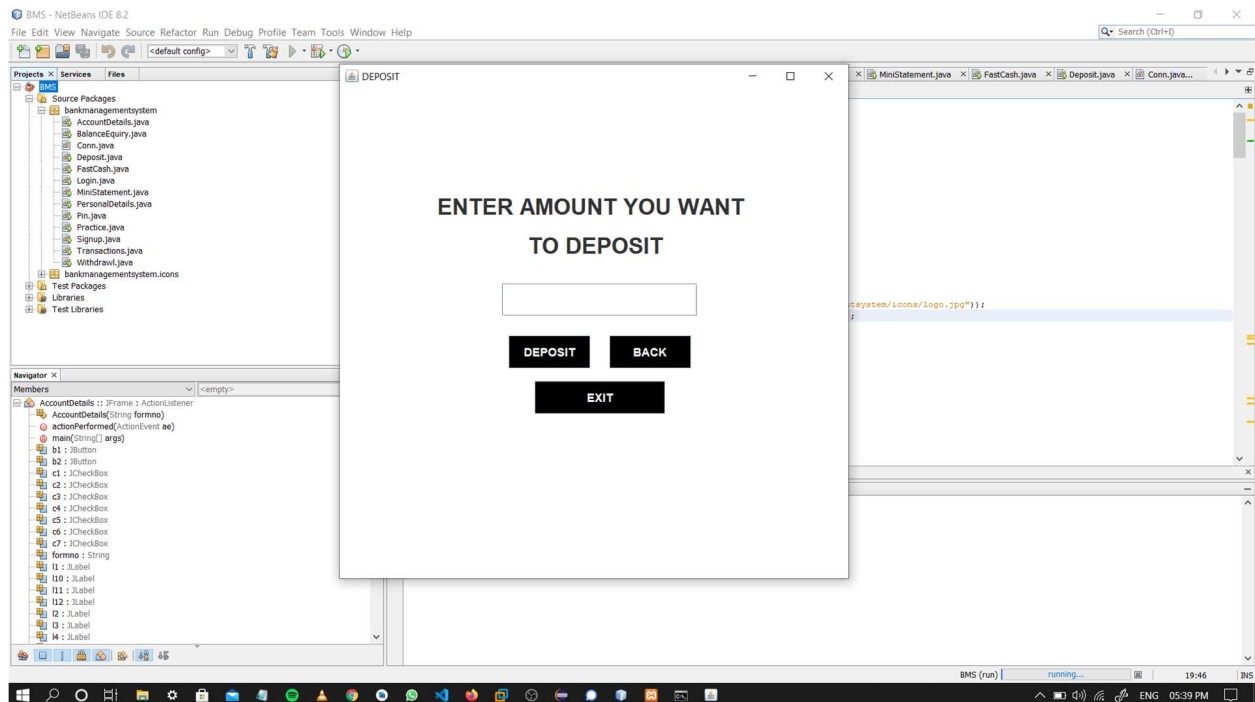 BMS - NetBeans IDE 8.2
File Edit View Navigate Source Refactor Run Debug Profile Team Tools Window Help
Search (Ctrl+I)
<default config>
Projects Services Files
DEPOSIT
MiniStatement.java FastCash.java Deposit.java Conn.java...
BMS
Source Packages
bankmanagementsystem
AccountDetails.java
BalanceEquiry.java
Conn.java
Deposit.java
FastCash.java
Login.java
MiniStatement.java
PersonalDetails.java
Pin.java
Practice.java
Signup.java
Transactions.java
Withdrawl.java
bankmanagementsystem.icons
Test Packages
Libraries
Test Libraries
ENTER AMOUNT YOU WANT
TO DEPOSIT
DEPOSIT BACK
EXIT
tsystem/icons/logo.jpg"));
;
Navigator
Members <empty>
AccountDetails :: JFrame : ActionListener
AccountDetails(String formno)
actionPerformed(ActionEvent ae)
main(String[] args)
b1 : JButton
b2 : JButton
c1 : JCheckBox
c2 : JCheckBox
c3 : JCheckBox
c4 : JCheckBox
c5 : JCheckBox
c6 : JCheckBox
c7 : JCheckBox
formno : String
l1 : JLabel
l10 : JLabel
l11 : JLabel
l12 : JLabel
l2 : JLabel
l3 : JLabel
l4 : JLabel
BMS (run) running... 19:46 INS
ENG 05:39 PM